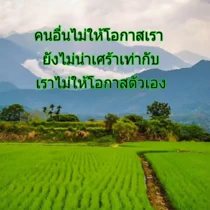 คนอื่นไม่ให้โอกาสเรา
ยังไม่น่าเศร้าเท่ากับ
เราไม่ให้โอกาสตัวเอง